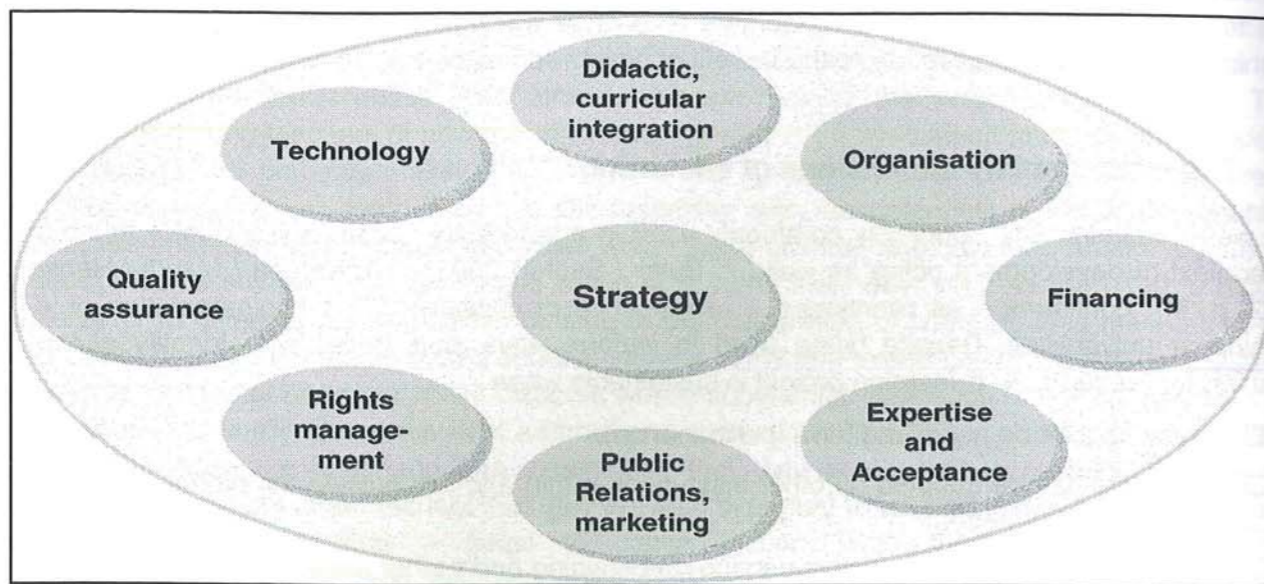 Didactic,
curricular
integration
Technology
Organisation
Quality
assurance
Strategy
Financing
Rights
manage-
ment
Expertise
and
Acceptance
Public
Relations,
marketing